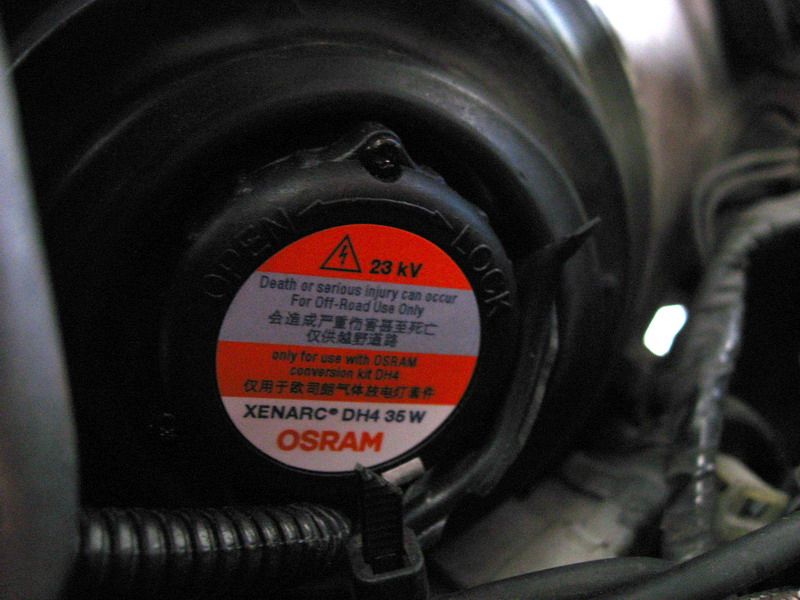 OPEN
LOCK
23 kV
Death or serious injury can occur
For Off-Road Use Only
会造成严重伤害甚至死亡
仅供越野道路
only for use with OSRAM
conversion kit DH4
仅用于欧司朗气体放电灯套件
XENARC® DH4 35 W
OSRAM